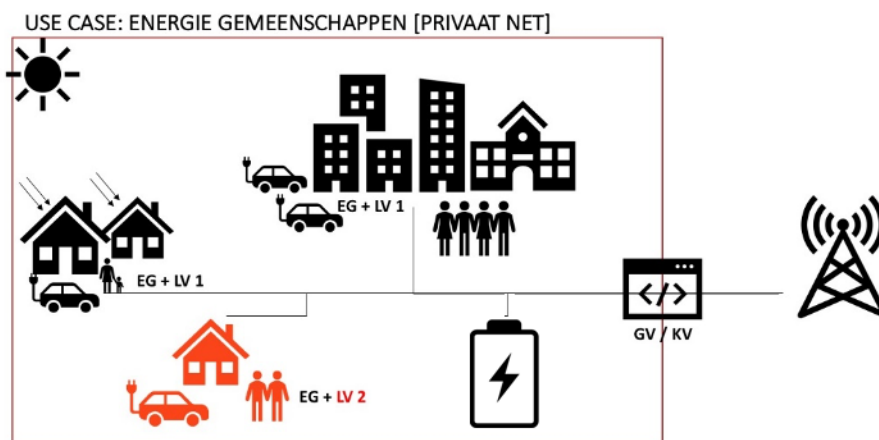 USE CASE: ENERGIE GEMEENSCHAPPEN [PRIVAAT NET]
EG + LV 1
EG + LV 1
</>
GV / KV
EG + LV 2